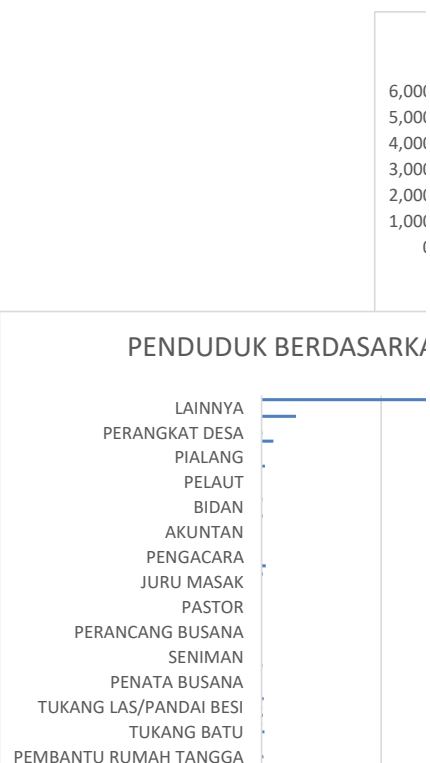 6,000
5,000
4,000
3,000
2,000
1,000
0
PENDUDUK BERDASARKA
LAINNYA
PERANGKAT DESA
PIALANG
PELAUT
BIDAN
AKUNTAN
PENGACARA
JURU MASAK
PASTOR
PERANCANG BUSANA
SENIMAN
PENATA BUSANA
TUKANG LAS/PANDAI BESI
TUKANG BATU
PEMBANTU RUMAH TANGGA